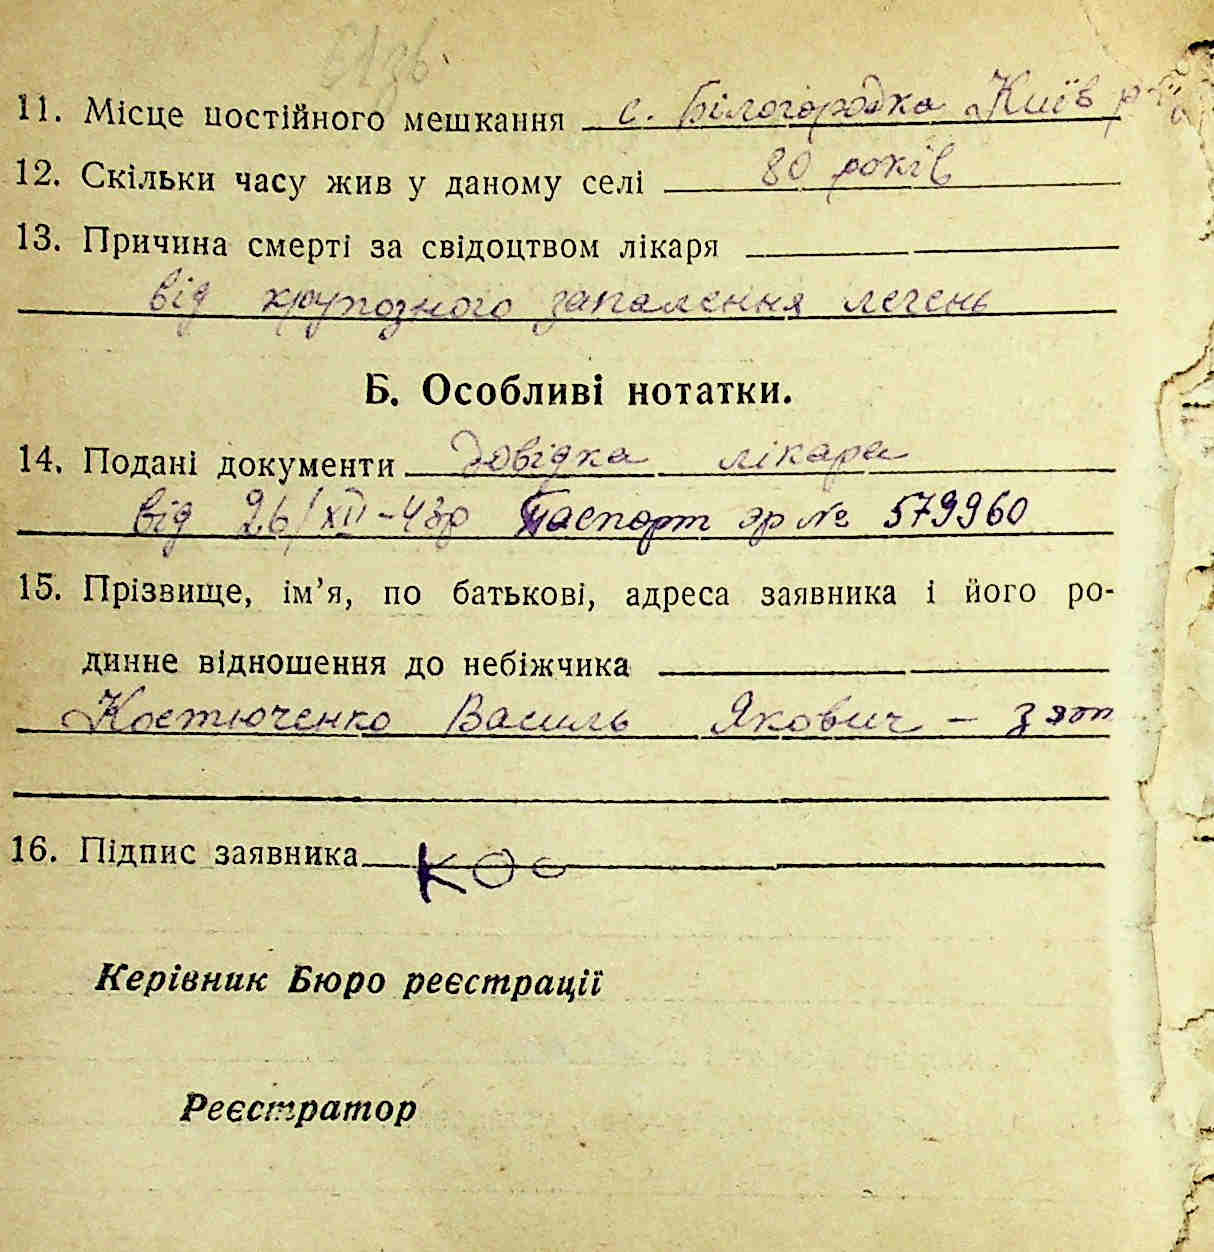 11. Місце постійного мешкання с. Білогородка Київ р-
12. Скільки часу жив у даному селі 80 років
13. Причина смерті за свідоцтвом лікаря
від крупозного запалення легень
Б. Особливі нотатки.
14. Подані документи Довідка лікара
від 26/XII-43р Паспорт № 579960
15. Прізвище, ім’я, по батькові, адреса заявника і його ро-
динне відношення до небіжчика
Костюченко Василь Якович – зят
16. Підпис заявника Кос
Керівник Бюро реєстрації
Реєстратор